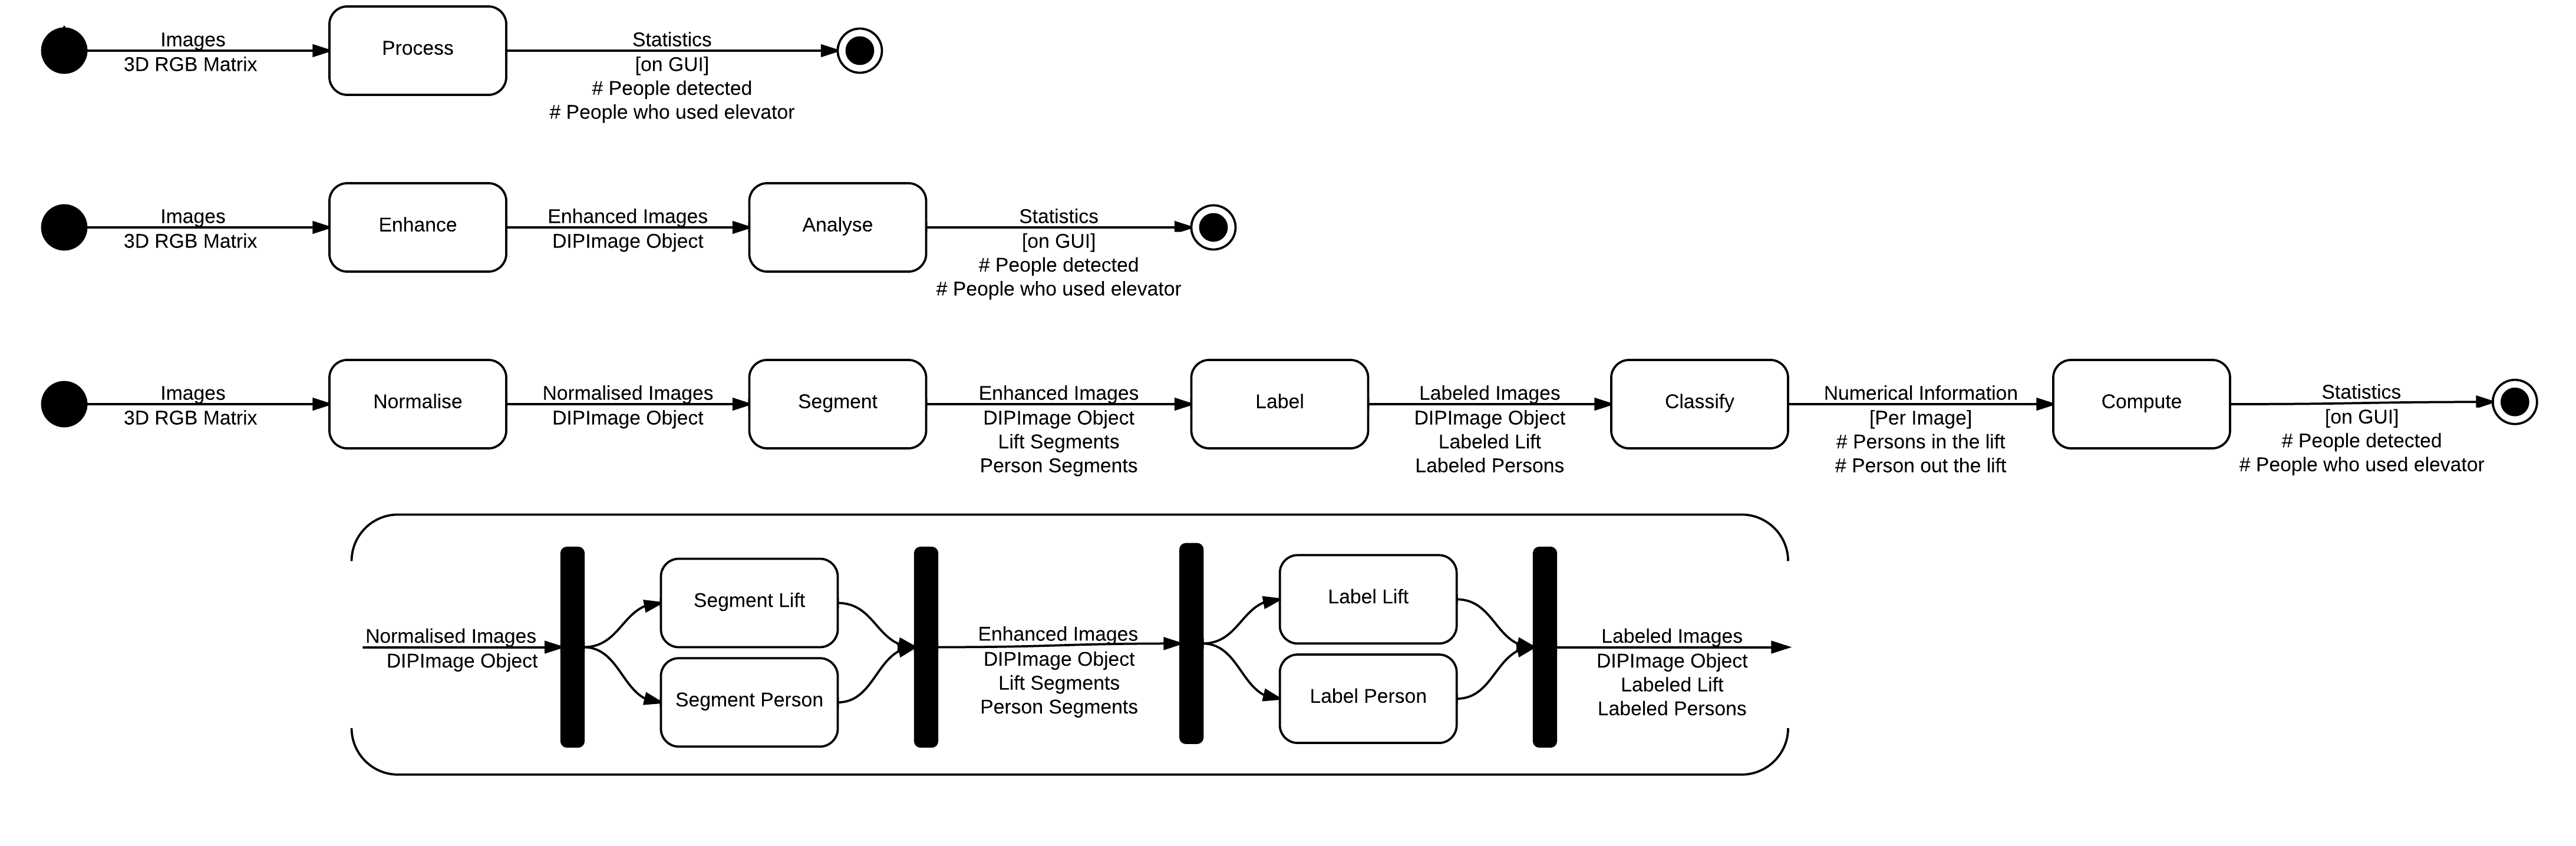 Images
3D RGB Matrix
Process
Statistics
[on GUI]
# People detected
# People who used elevator
Images
3D RGB Matrix
Enhance
Enhanced Images
DIPImage Object
Analyse
Statistics
[on GUI]
# People detected
# People who used elevator
Images
3D RGB Matrix
Normalise
Normalised Images
DIPImage Object
Segment
Enhanced Images
DIPImage Object
Lift Segments
Person Segments
Label
Labeled Images
DIPImage Object
Labeled Lift
Labeled Persons
Classify
Numerical Information
[Per Image]
# Persons in the lift
# Person out the lift
Compute
Statistics
[on GUI]
# People detected
# People who used elevator
Normalised Images
DIPImage Object
Segment Lift
Segment Person
Enhanced Images
DIPImage Object
Lift Segments
Person Segments
Label Lift
Label Person
Labeled Images
DIPImage Object
Labeled Lift
Labeled Persons